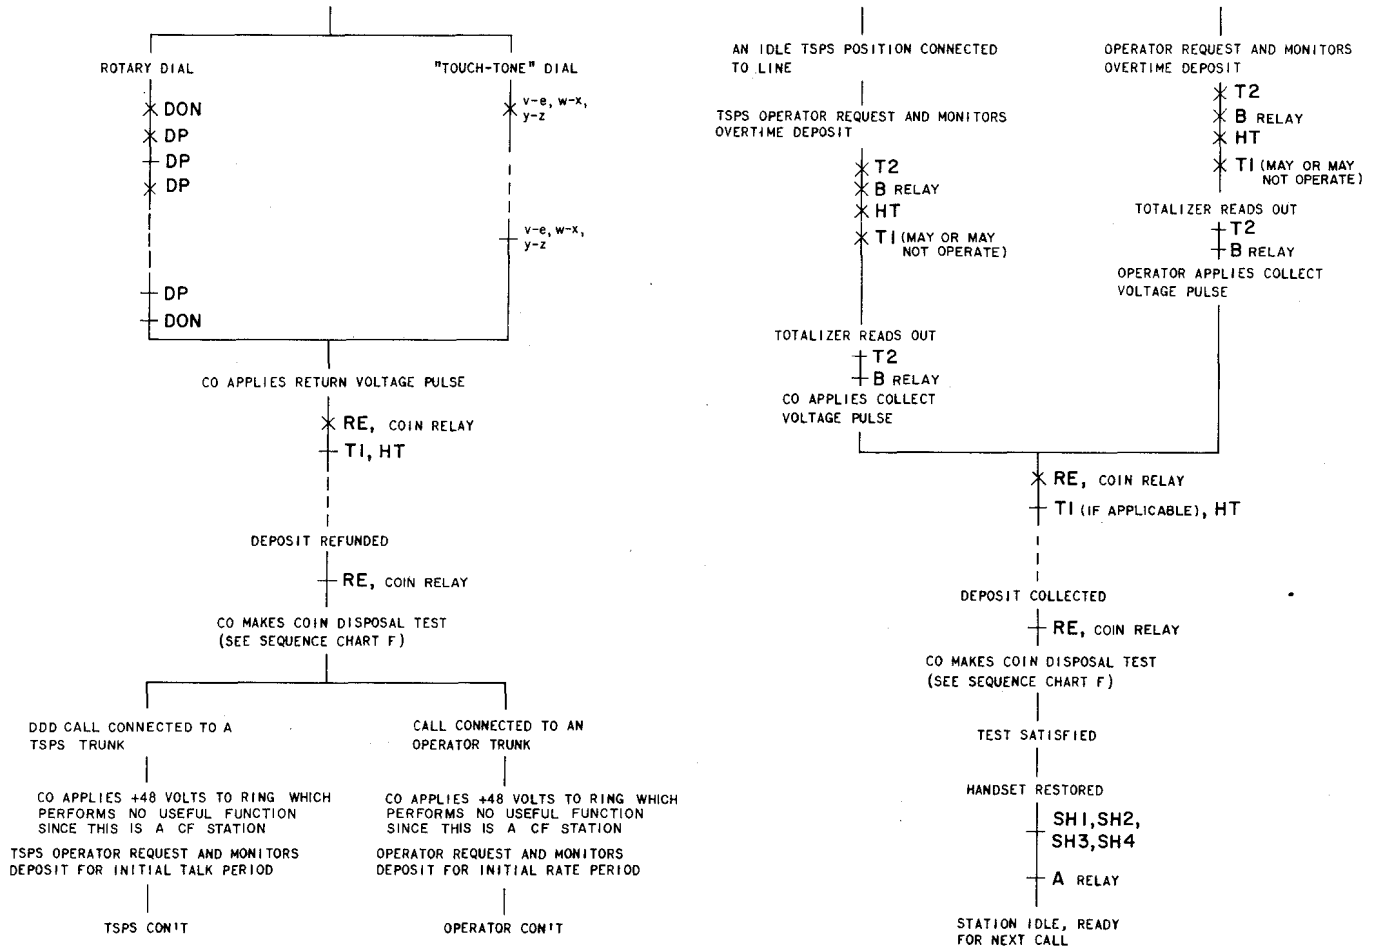 ROTARY DIAL
DON
DP
DP
DP
DP
DON
"TOUCH-TONE" DIAL
v-e, w-x,
y-z
v-e, w-x,
y-z
CO APPLIES RETURN VOLTAGE PULSE
RE, COIN RELAY
T1, HT
DEPOSIT REFUNDED
RE, COIN RELAY
CO MAKES COIN DISPOSAL TEST
(SEE SEQUENCE CHART F)
DDD CALL CONNECTED TO A
TSPS TRUNK
CO APPLIES +48 VOLTS TO RING WHICH
PERFORMS NO USEFUL FUNCTION
SINCE THIS IS A CF STATION
TSPS OPERATOR REQUEST AND MONITORS
DEPOSIT FOR INITIAL TALK PERIOD
TSPS CON'T
CALL CONNECTED TO AN
OPERATOR TRUNK
CO APPLIES +48 VOLTS TO RING WHICH
PERFORMS NO USEFUL FUNCTION
SINCE THIS IS A CF STATION
OPERATOR REQUEST AND MONITORS
DEPOSIT FOR INITIAL RATE PERIOD
OPERATOR CON'T
AN IDLE TSPS POSITION CONNECTED
TO LINE
TSPS OPERATOR REQUEST AND MONITORS
OVERTIME DEPOSIT
T2
B RELAY
HT
T1 (MAY OR MAY
NOT OPERATE)
TOTALIZER READS OUT
T2
B RELAY
CO APPLIES COLLECT
VOLTAGE PULSE
OPERATOR REQUEST AND MONITORS
OVERTIME DEPOSIT
T2
B RELAY
HT
T1 (MAY OR MAY
NOT OPERATE)
TOTALIZER READS OUT
T2
B RELAY
OPERATOR APPLIES COLLECT
VOLTAGE PULSE
RE, COIN RELAY
T1 (IF APPLICABLE), HT
DEPOSIT COLLECTED
RE, COIN RELAY
CO MAKES COIN DISPOSAL TEST
(SEE SEQUENCE CHART F)
TEST SATISFIED
HANDSET RESTORED
SH1, SH2,
SH3, SH4
A RELAY
STATION IDLE, READY
FOR NEXT CALL